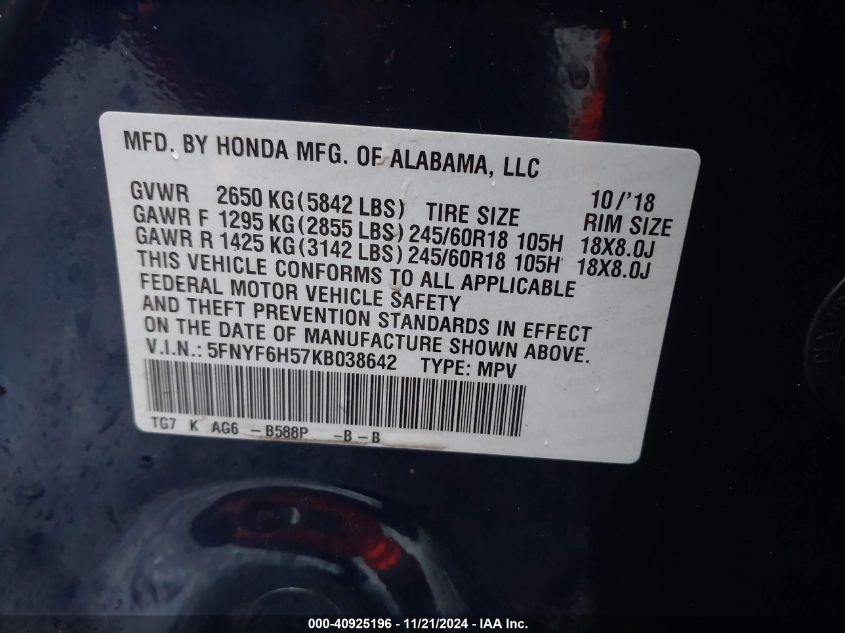 MFD. BY HONDA MFG. OF ALABAMA, LLC
10/'18
GVWR 2650 KG(5842 LBS) TIRE SIZE RIM SIZE
GAWR F 1295 KG(2855 LBS) 245/60R18 105H 18X8.0J
GAWR R 1425 KG(3142 LBS) 245/60R18 105H 18X8.0J
THIS VEHICLE CONFORMS TO ALL APPLICABLE
FEDERAL MOTOR VEHICLE SAFETY
AND THEFT PREVENTION STANDARDS IN EFFECT
ON THE DATE OF MANUFACTURE SHOWN ABOVE.
V.I.N.: 5FNYF6H57KB038642 TYPE: MPV
TG7 K AG6 -B588P -B-B
000-40925196 - 11/21/2024 - IAA, Inc.